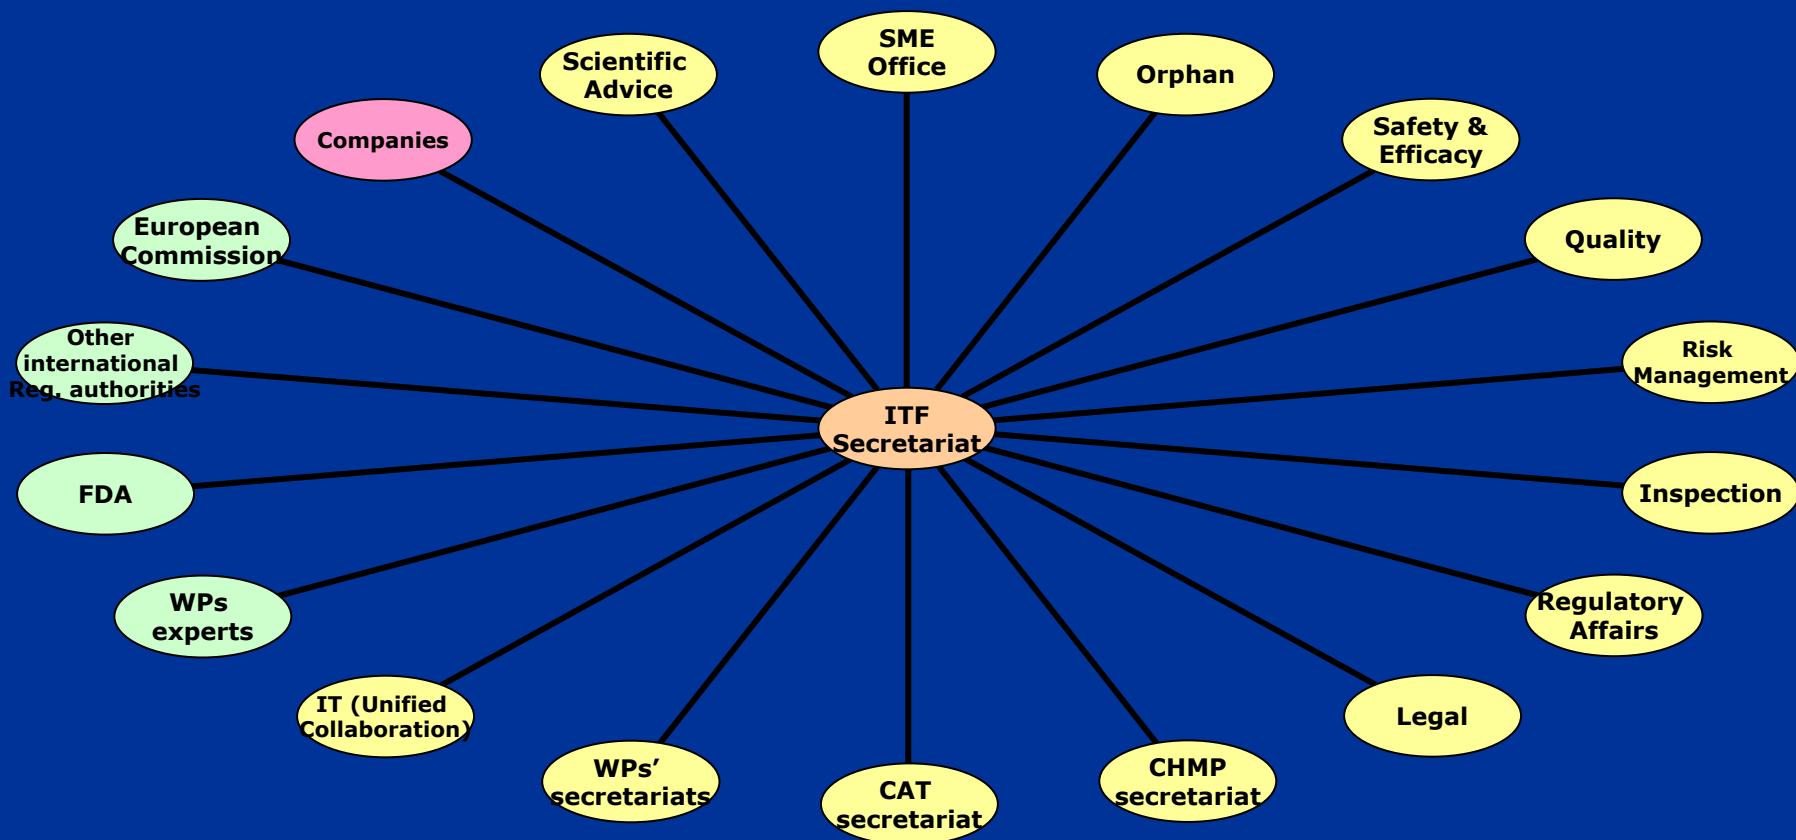 SME
Office
Scientific
Advice
Orphan
Companies
Safety &
Efficacy
European
Commission
Quality
Other
international
Reg. authorities
Risk
Management
ITF
Secretariat
FDA
Inspection
WPs
experts
Regulatory
Affairs
IT (Unified
Collaboration)
Legal
WPs’
secretariats
CAT
secretariat
CHMP
secretariat